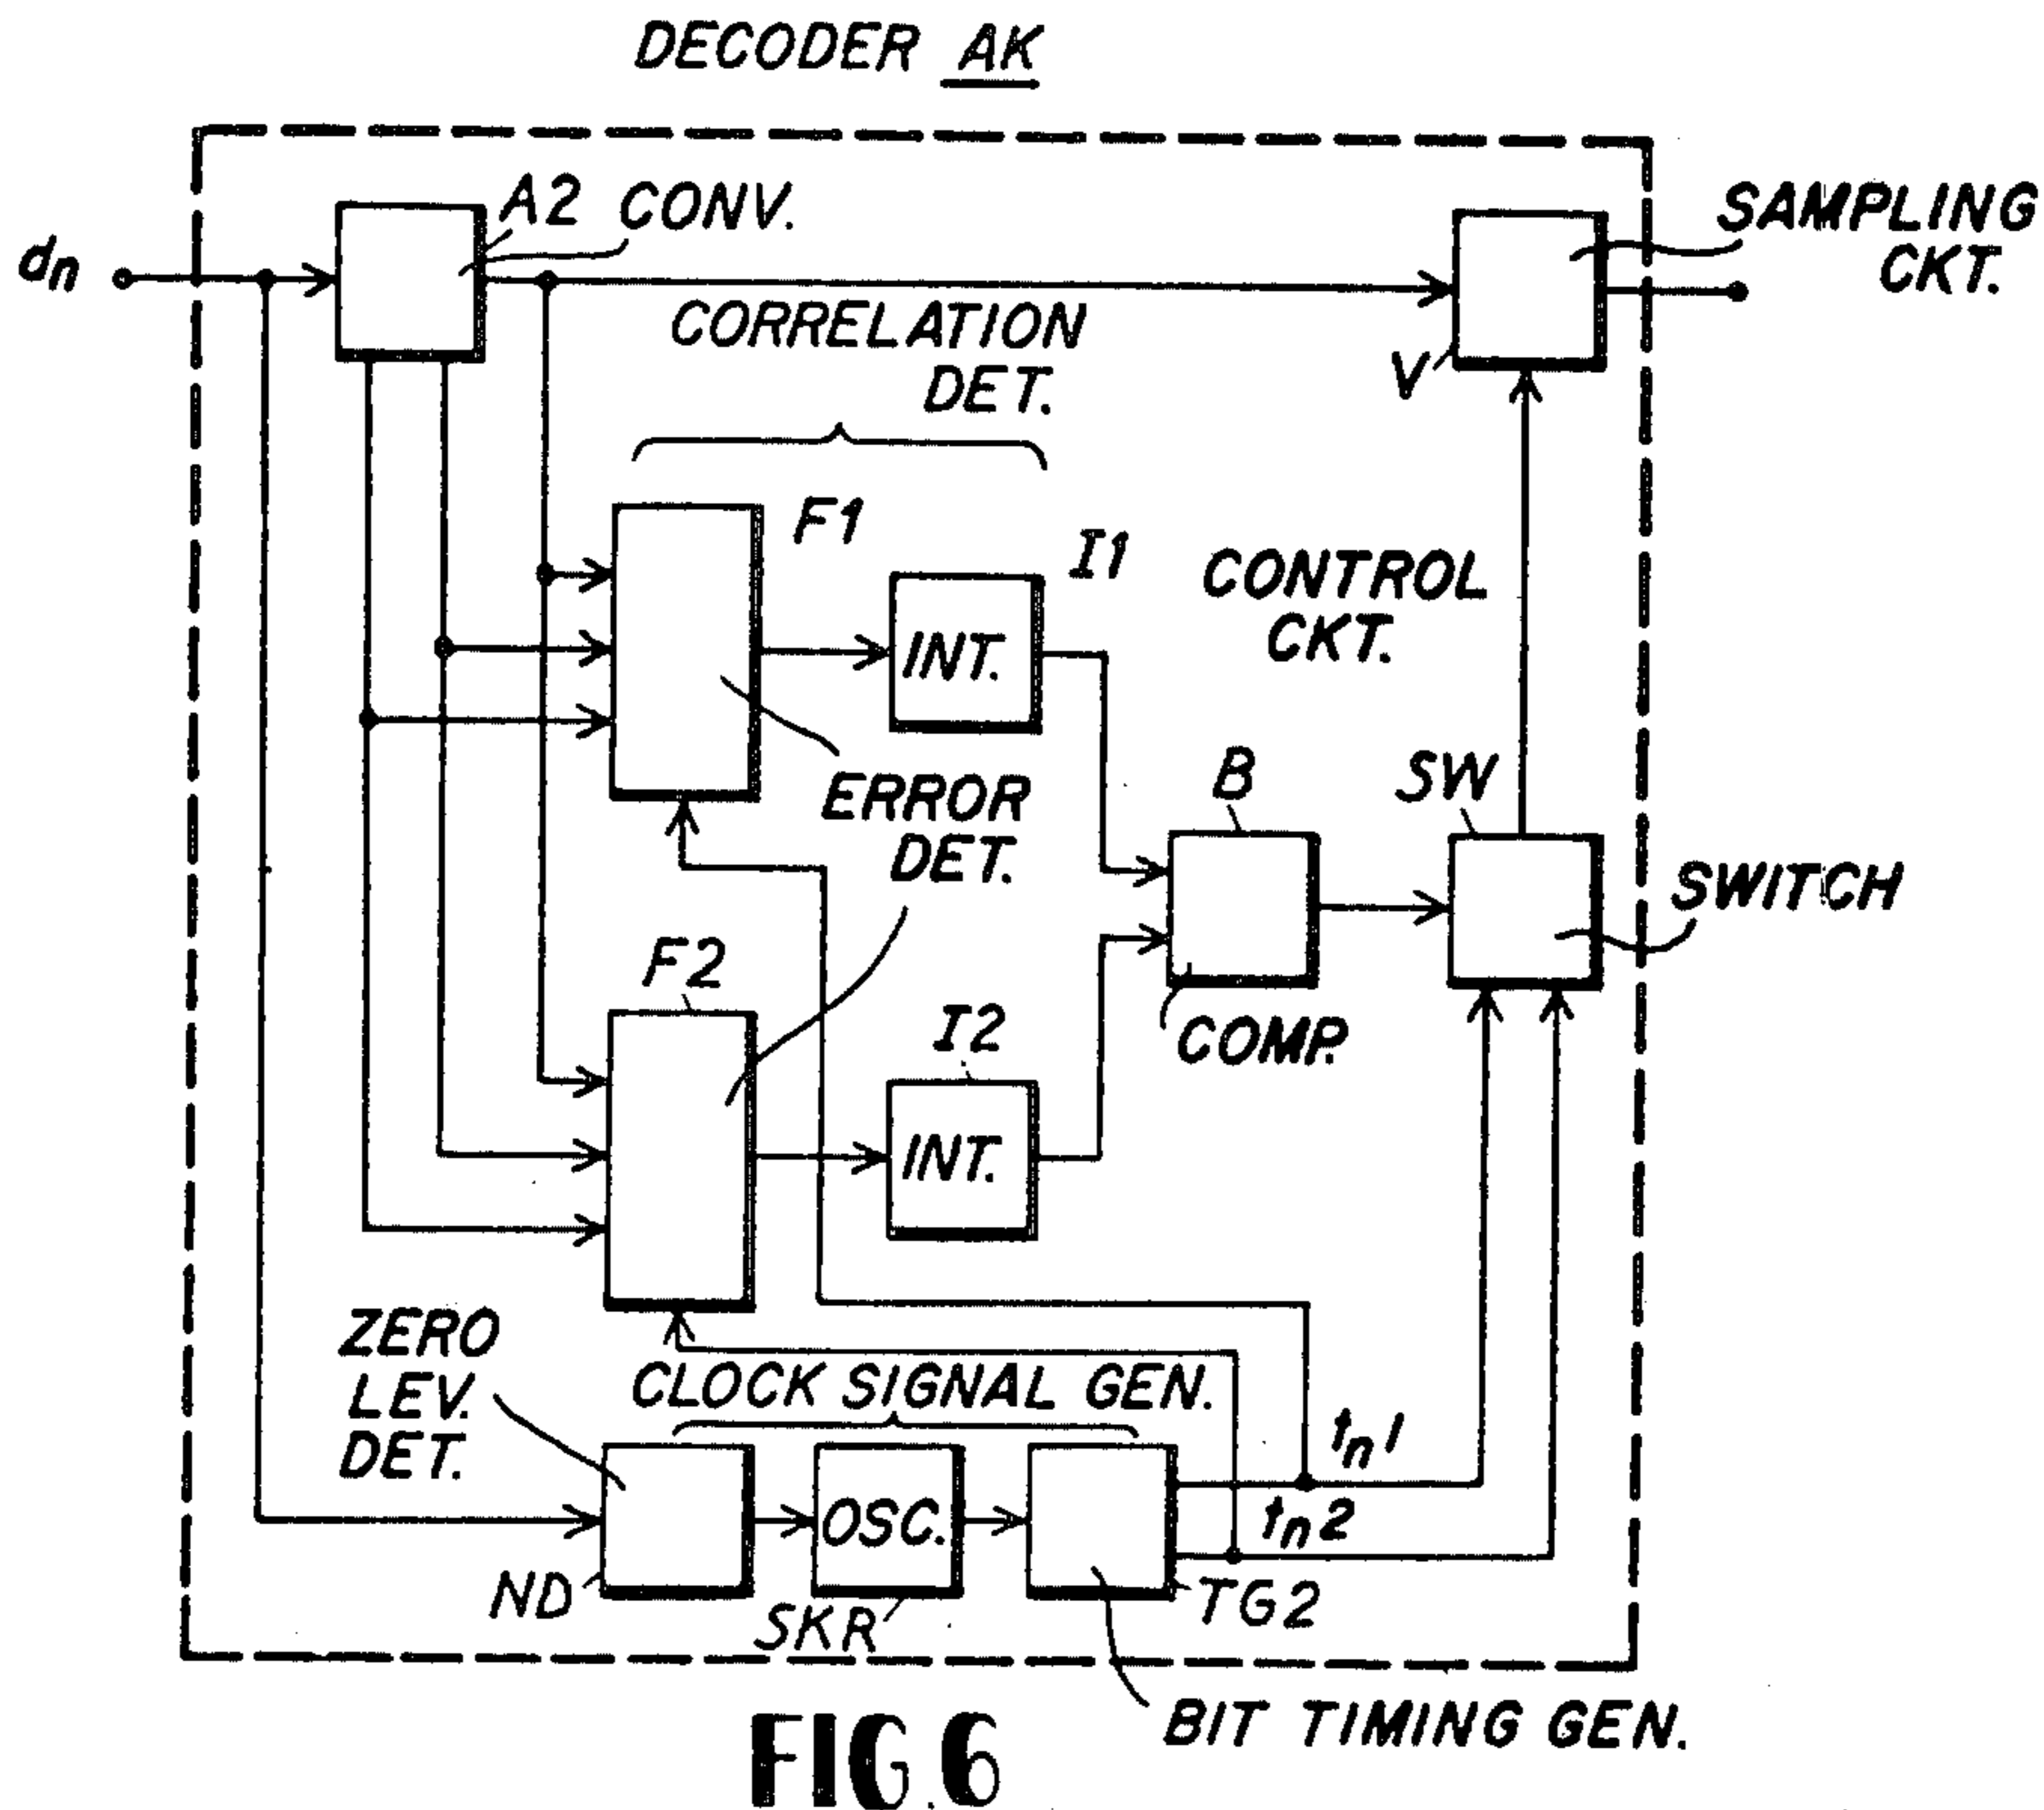 DECODER AK
dn
A2 CONV.
SAMPLING
CKT.
CORRELATION
DET.
V
F1
I1
INT.
CONTROL
CKT.
ERROR
DET.
B
SW
SWITCH
COMP.
F2
I2
INT.
ZERO
LEV.
DET.
CLOCK SIGNAL GEN.
tn1
tn2
OSC.
ND
SKR
TG2
BIT TIMING GEN.
FIG.6